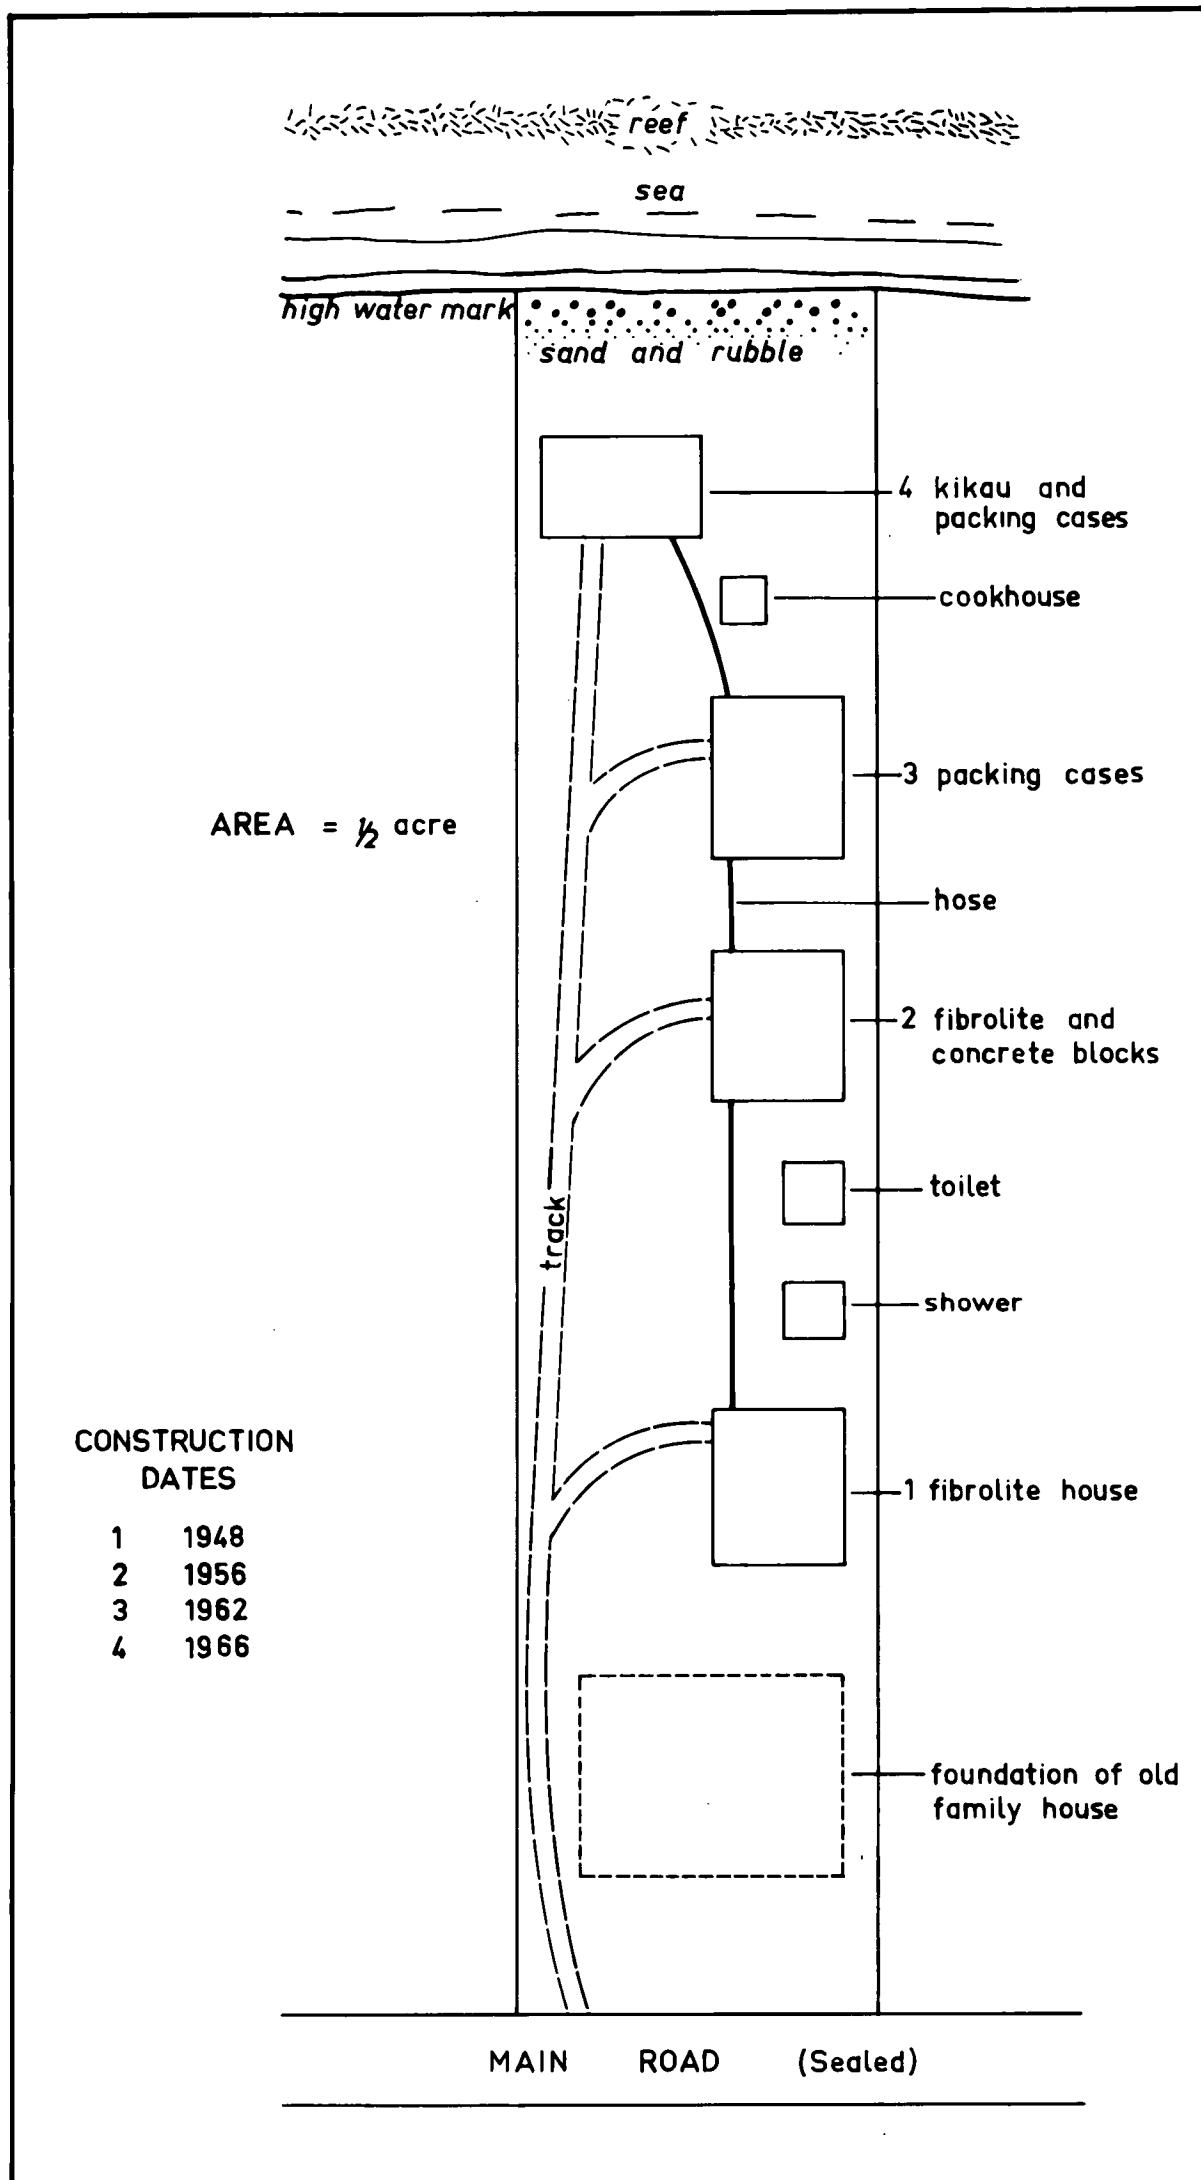 reef
sea
high water mark
sand and rubble
4 kikau and
packing cases
cookhouse
3 packing cases
AREA = 1/2 acre
hose
2 fibrolite and
concrete blocks
toilet
track
shower
1 fibrolite house
CONSTRUCTION
DATES
1 1948
2 1956
3 1962
4 1966
foundation of old
family house
MAIN ROAD (Sealed)